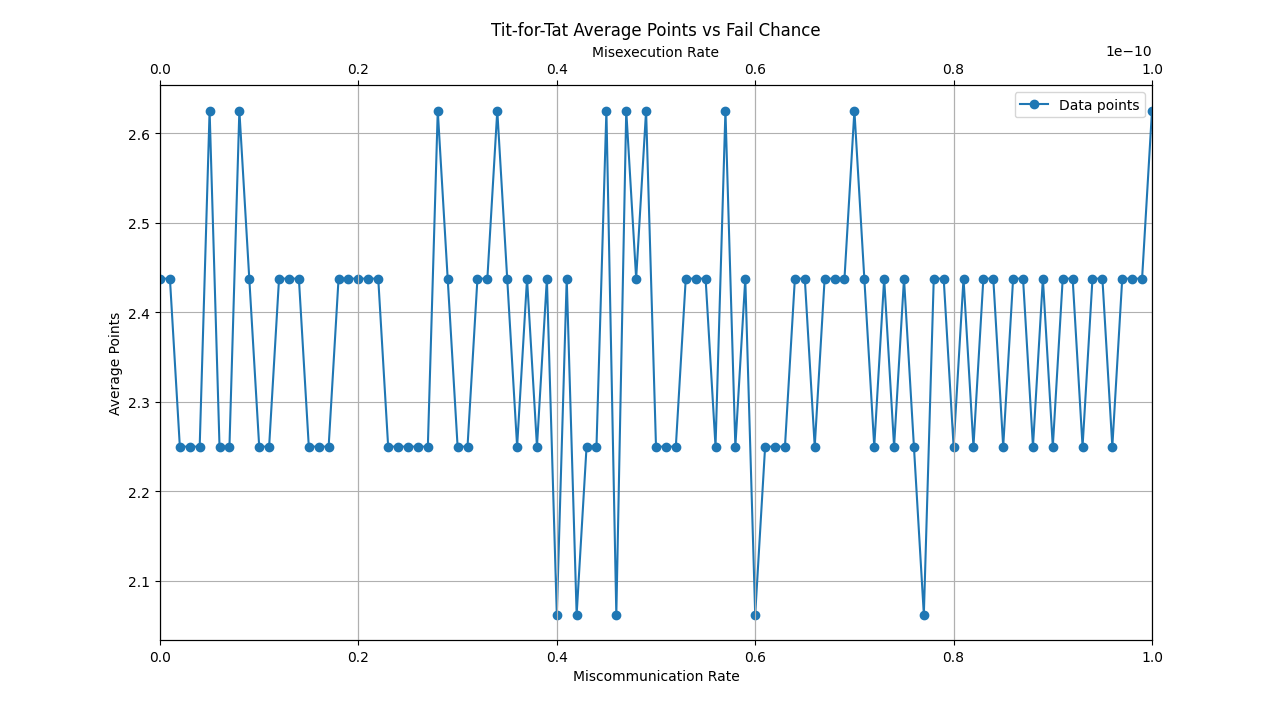 Tit-for-Tat Average Points vs Fail Chance
Misexecution Rate
1e−10
0.0 0.2 0.4 0.6 0.8 1.0
Data points
2.6
2.5
2.4
2.3
2.2
2.1
Average Points
0.0 0.2 0.4 0.6 0.8 1.0
Miscommunication Rate